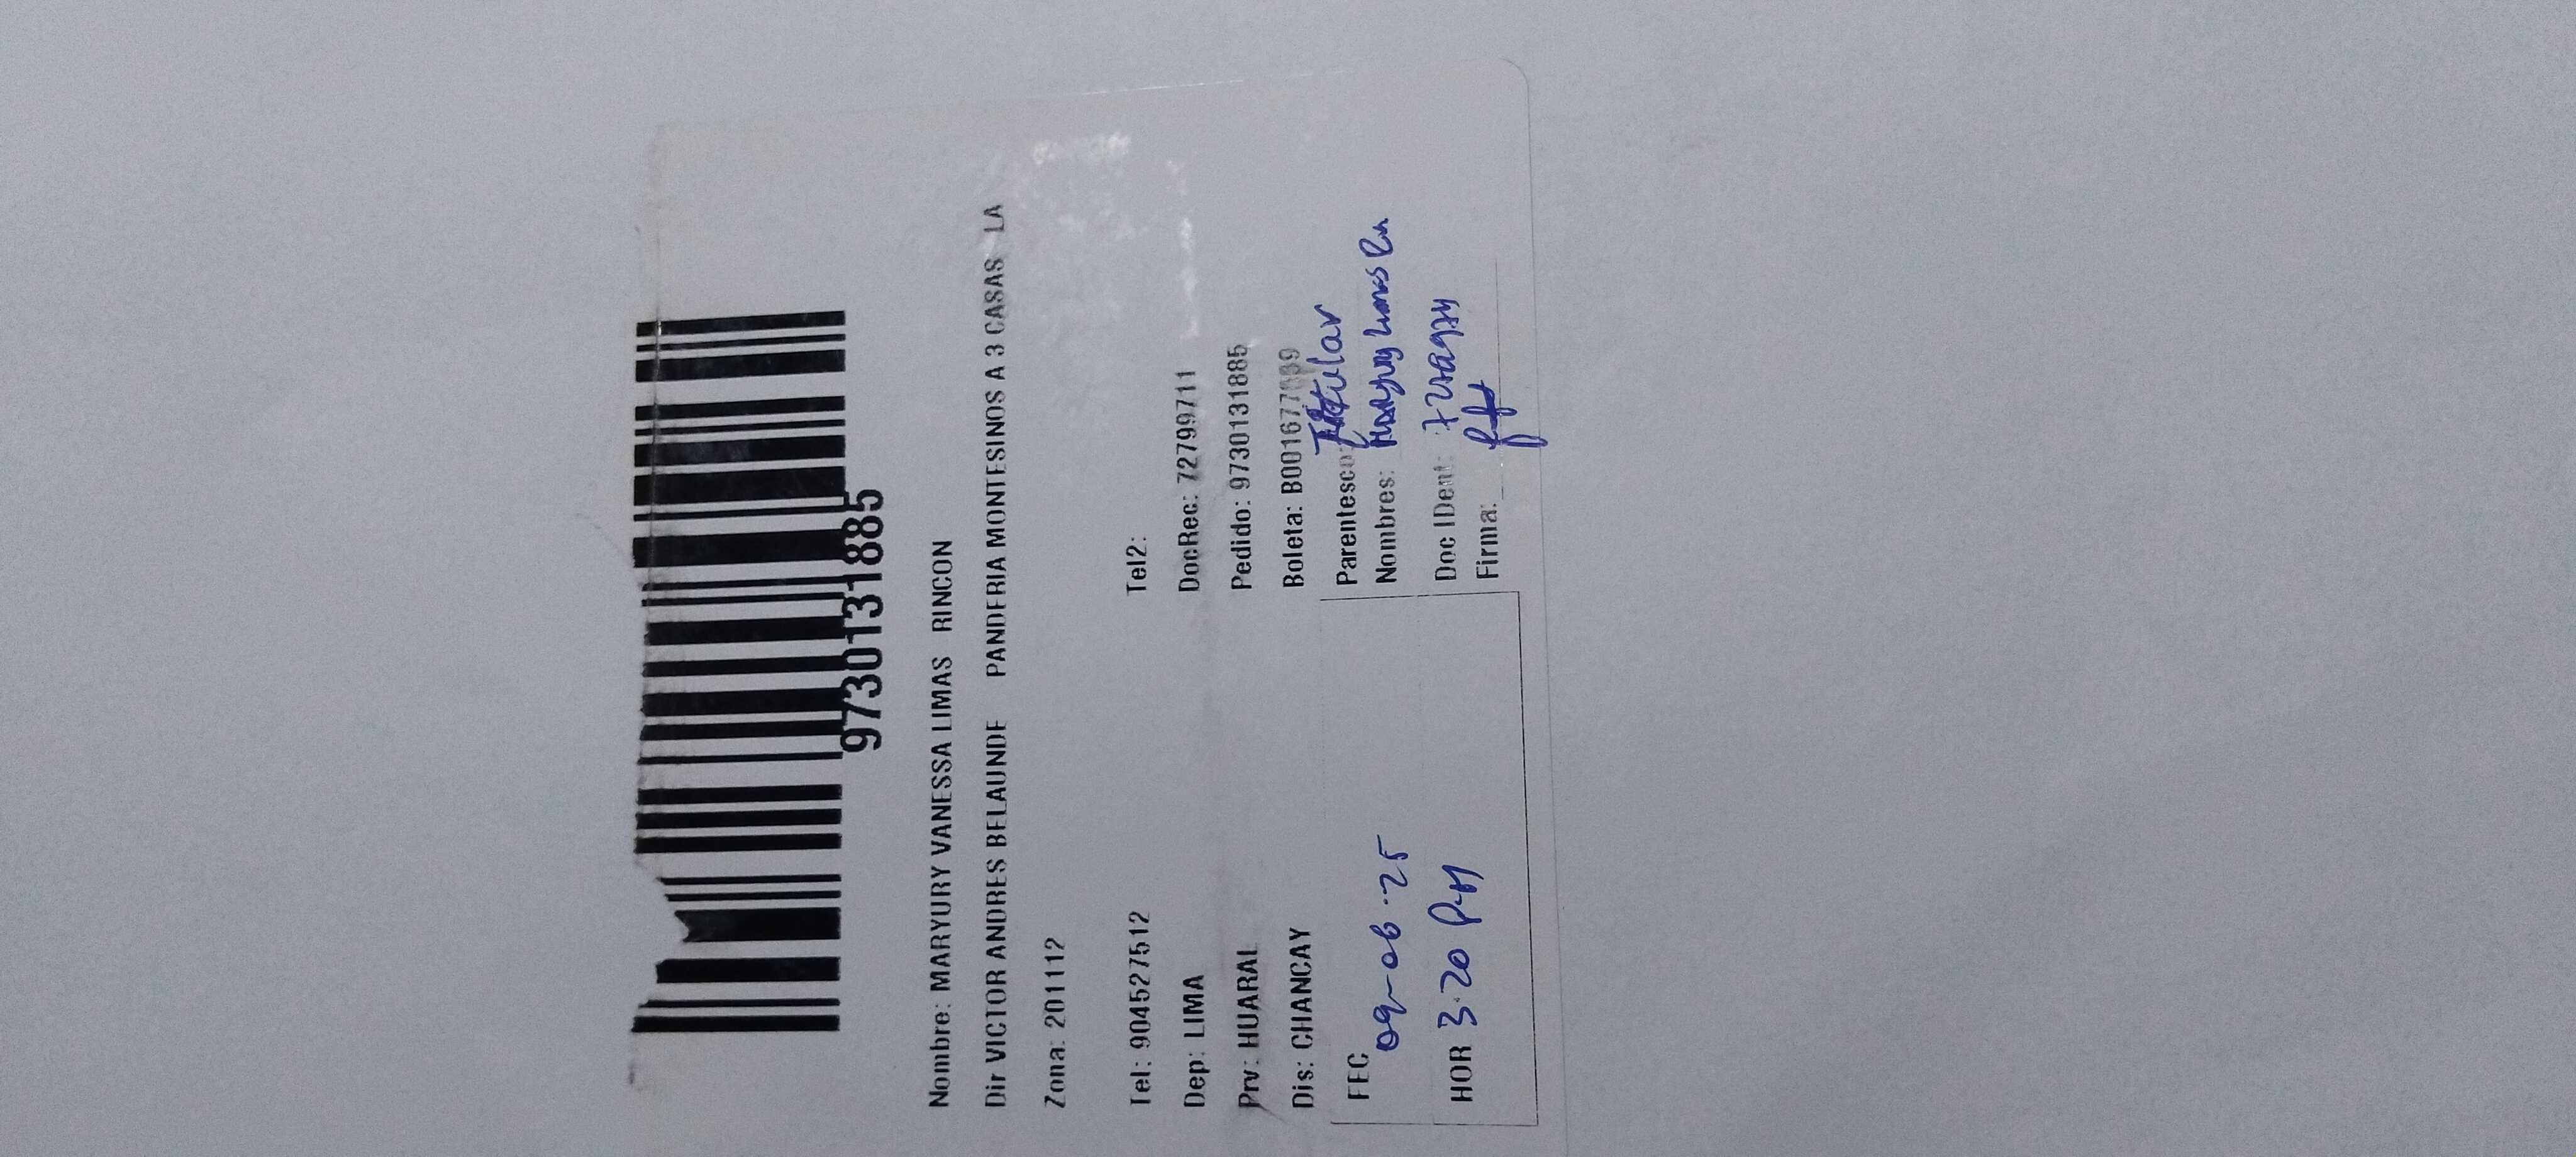 9730131885
Nombre: MARYURY VANESSA LIMAS RINCON
Dir VICTOR ANDRES BELAUNDE PANDERIA MONTESINOS A 3 CASAS LA
Zona: 201112
Tel: 904527512 Tel2:
Dep: LIMA DocRec: 72799711
Prv: HUARAL Pedido: 9730131885
Dis: CHANCAY Boleta:
FEC 09-06-25 Parentesco: Titular
Nombres: Maryury Limas
HOR 3:20 PM Doc IDent:
Firma: